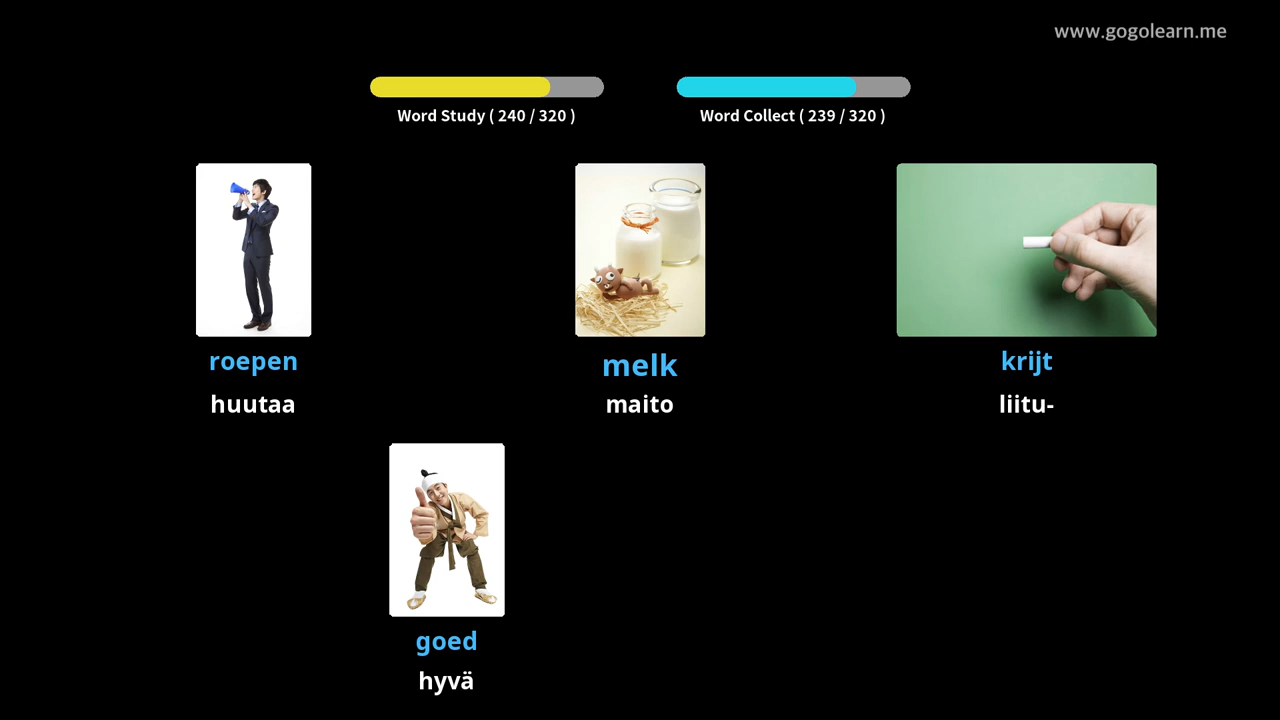 www.gogolearn.me
Word Study ( 240 / 320 )
Word Collect ( 239 / 320 )
roepen
huutaa
melk
maito
krijt
liitu-
goed
hyvä